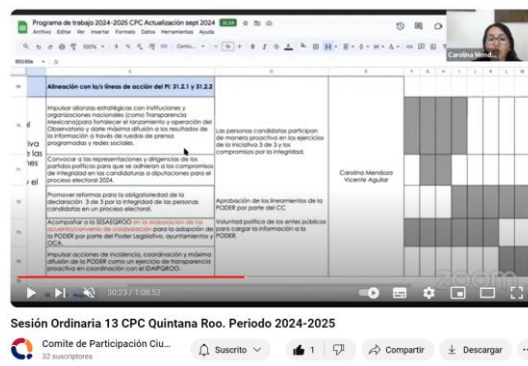 Programa de trabajo 2024-2025 CPC Actualización sept 2024
Archivo Editar Ver Insertar Formato Datos Herramientas Ayuda
100%
Carolina Mend...
Alineación con la/s líneas de acción del PI: 31.2.1 y 31.2.2
Impulsar alianzas estratégicas con instituciones y
organizaciones nacionales (como Transparencia
Mexicana)para fortalecer el lanzamiento y operación del
Observatorio y darle máxima difusión a los resultados de
la información a través de ruedas de prensa
programadas y redes sociales.
Las personas candidatas participan
de manera proactiva en los ejercicios
de la iniciativa 3 de 3 y los
compromisos por la integridad.
Convocar a las representaciones y dirigencias de los
partidos políticos para que se adhieran a los compromisos
de integridad en las candidaturas a diputaciones para el
proceso electoral 2024.
Carolina Mendoza
Vicente Aguilar
Promover reformas para la obligatoriedad de la
declaración 3 de 3 por la integridad de las personas
candidatas en un proceso electoral.
Aprobación de los lineamientos de la
PODER por parte del CC
Acompañar a la SESAEQROO en la elaboración de los
acuerdos/convenio de colaboración para la adopción de
la PODER por parte del Poder Legislativo, ayuntamientos y
OCA.
Voluntad política de los entes públicos
para cargar la información a la
PODER.
Impulsar acciones de incidencia, coordinación y máxima
difusión de la PODER como un ejercicio de transparencia
proactiva en coordinación con el IDAIPQROO.
zoom
30:23 / 1:08:52
Sesión Ordinaria 13 CPC Quintana Roo. Periodo 2024-2025
Comite de Participación Ciu...
32 suscriptores
Suscrito
1
Compartir
Descargar